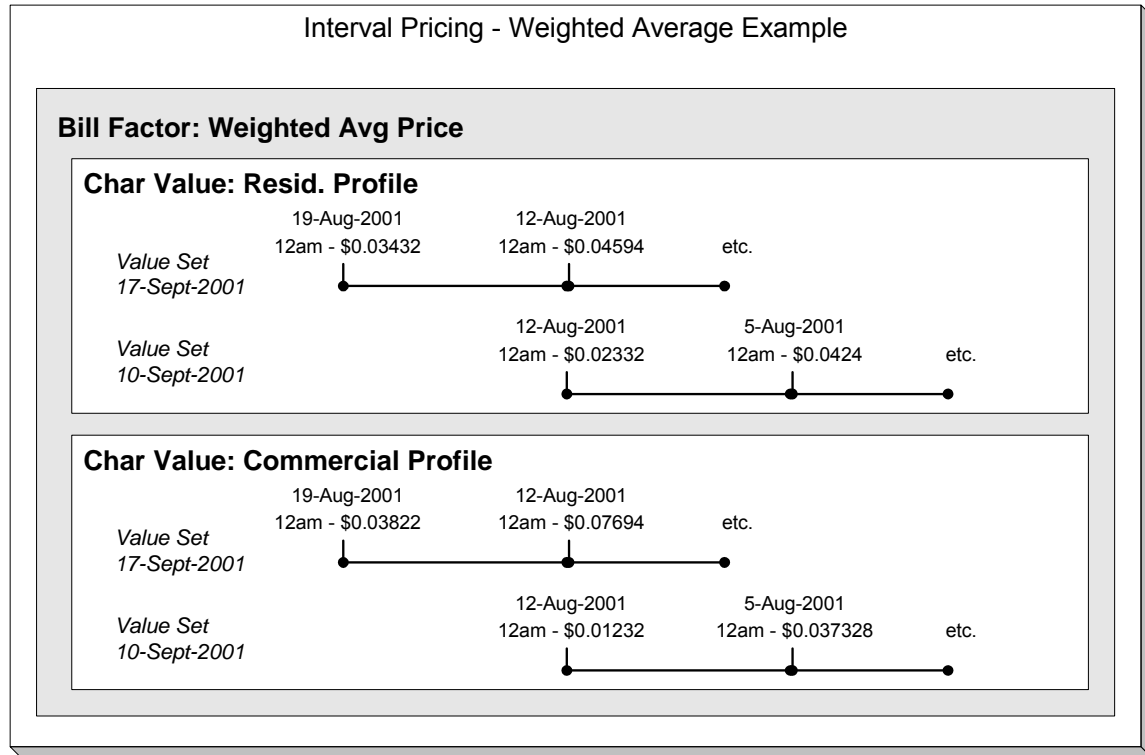 Interval Pricing - Weighted Average Example
Bill Factor: Weighted Avg Price
Char Value: Resid. Profile
19-Aug-2001
12am - $0.03432
12-Aug-2001
12am - $0.04594
etc.
Value Set
17-Sept-2001
12-Aug-2001
12am - $0.02332
5-Aug-2001
12am - $0.0424
etc.
Value Set
10-Sept-2001
Char Value: Commercial Profile
19-Aug-2001
12am - $0.03822
12-Aug-2001
12am - $0.07694
etc.
Value Set
17-Sept-2001
12-Aug-2001
12am - $0.01232
5-Aug-2001
12am - $0.037328
etc.
Value Set
10-Sept-2001